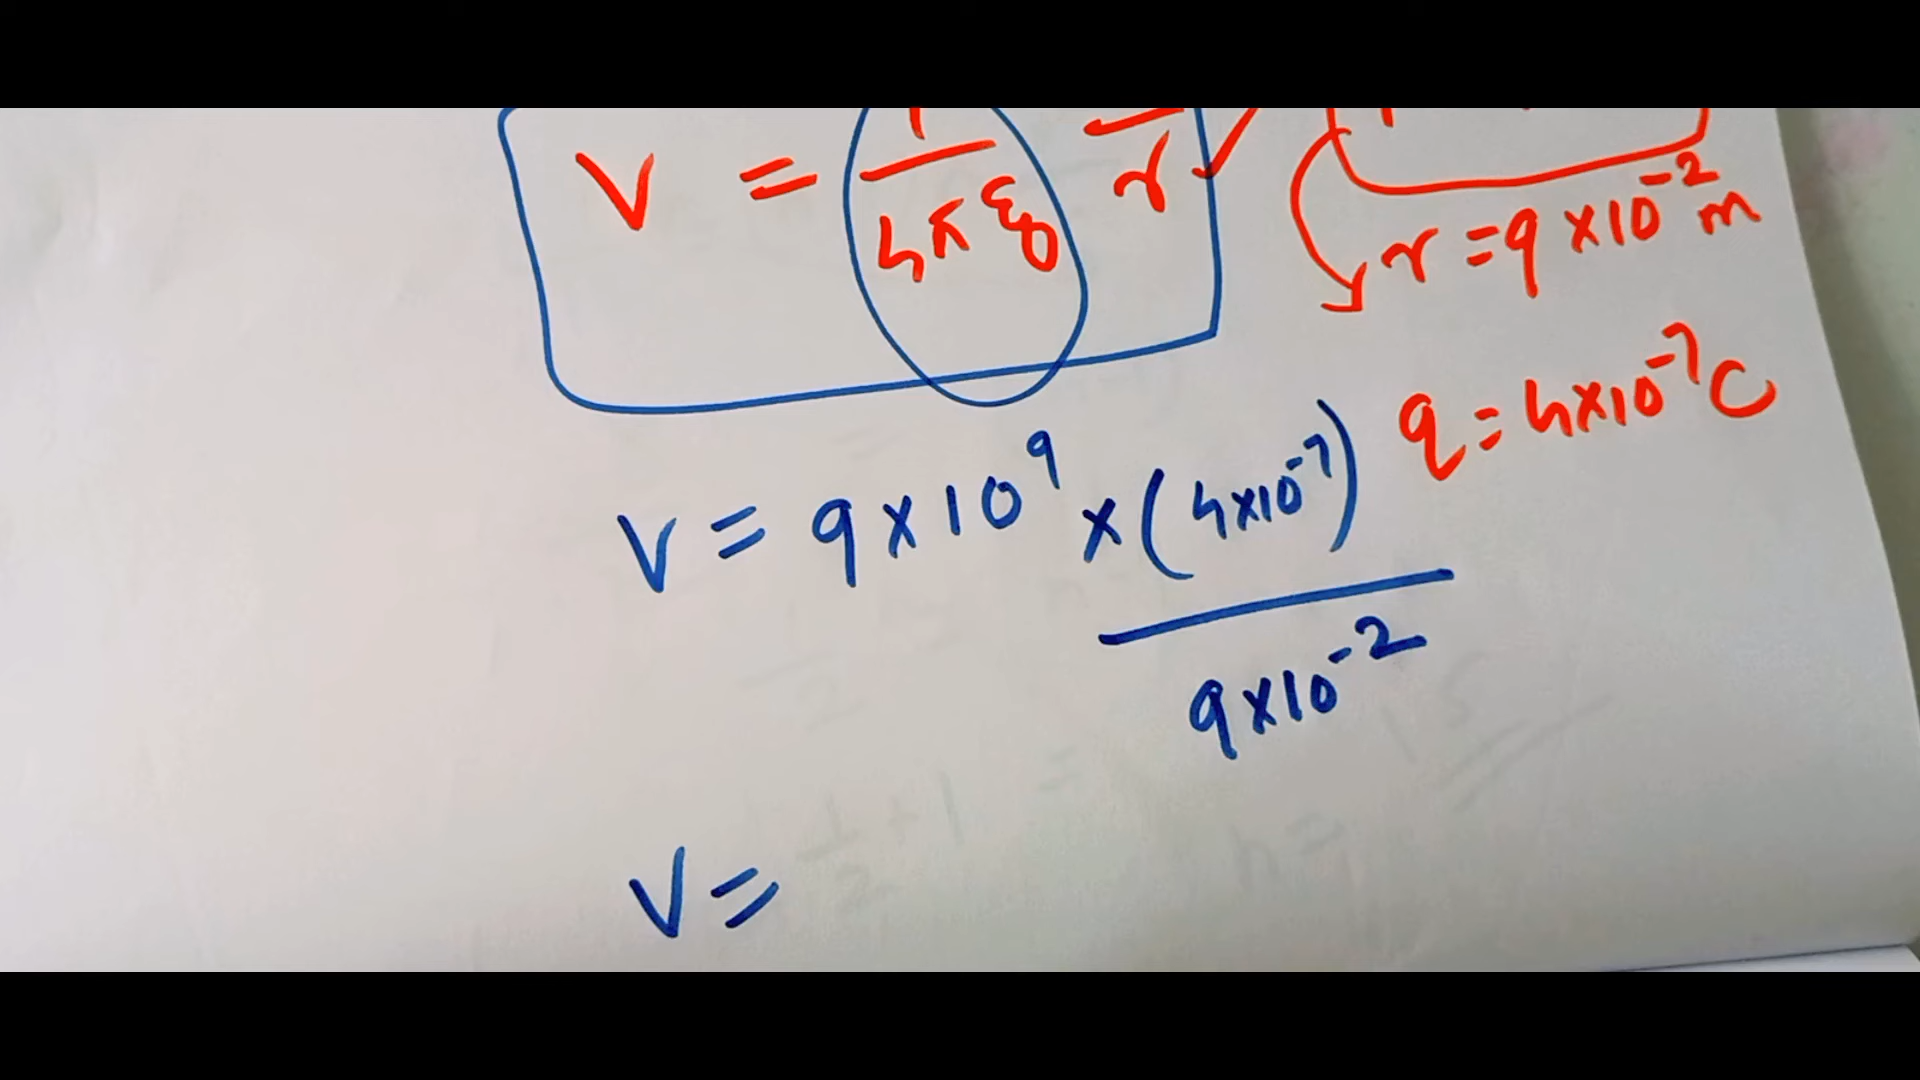 V = 1/4πε₀ /r
r = 9×10⁻² m
q = 4×10⁻⁷ C
V = 9×10⁹ × (4×10⁻⁷)/9×10⁻²
V =